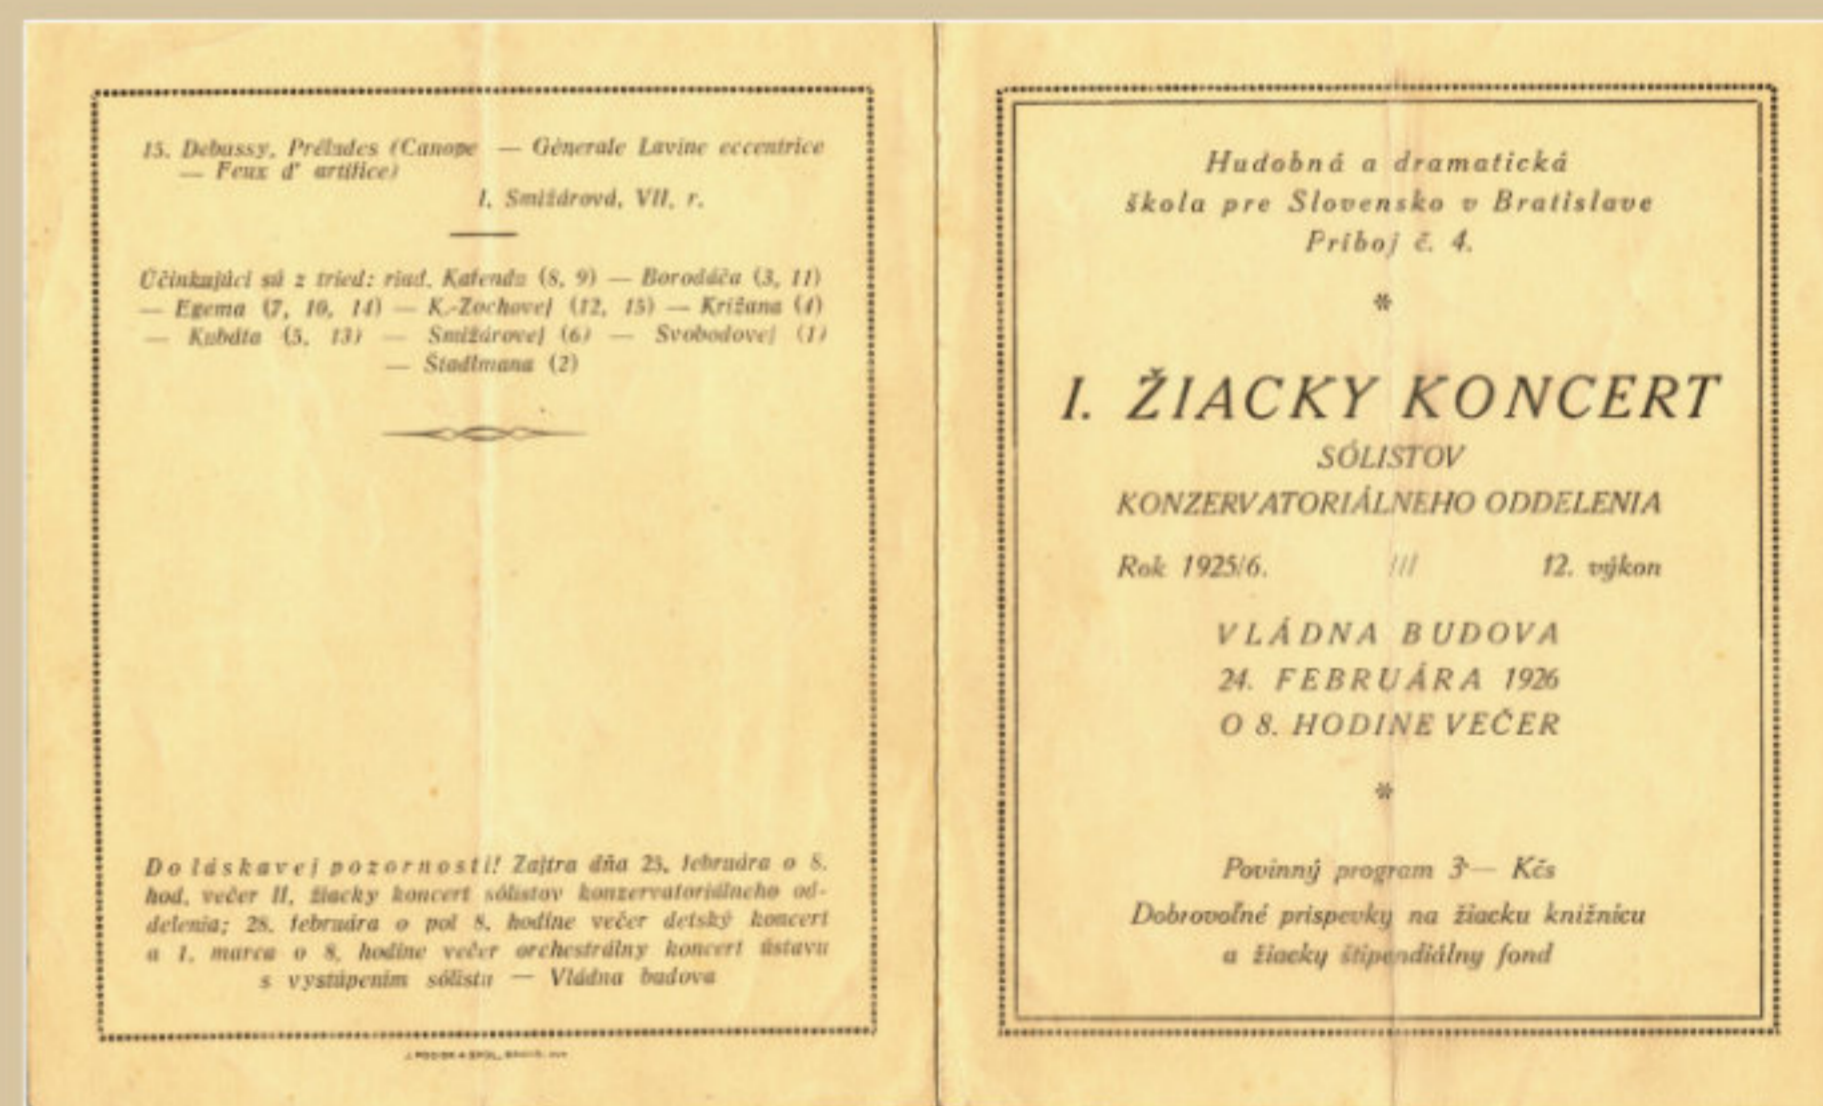 15. Debussy, Préludes (Canope — Génerale Lavine eccentrice
— Feux d' artifice)
I. Smižárová, VII. r.
Účinkujúci sú z tried: riad. Kafenda (8, 9) — Borodáča (3, 11)
— Egema (7, 10, 14) — K.-Zochovej (12, 15) — Križana (4)
— Kubáta (5, 13) — Smižárovej (6) — Svobodovej (1)
— Štadlmana (2)
Do láskavej pozornosti! Zajtra dňa 25. februára o 8.
hod. večer II. žiacky koncert sólistov konzervatoriálneho od-
delenia; 28. februára o pol 8. hodine večer detský koncert
a 1. marca o 8. hodine večer orchestrálny koncert ústavu
s vystúpením sólistu — Vládna budova
Hudobná a dramatická
škola pre Slovensko v Bratislave
Príboj č. 4.
I. ŽIACKY KONCERT
SÓLISTOV
KONZERVATORIÁLNEHO ODDELENIA
Rok 1925/6. /// 12. výkon
VLÁDNA BUDOVA
24. FEBRUÁRA 1926
O 8. HODINE VEČER
Povinný program 3·— Kčs
Dobrovoľné príspevky na žiacku knižnicu
a žiacky štipendiálny fond